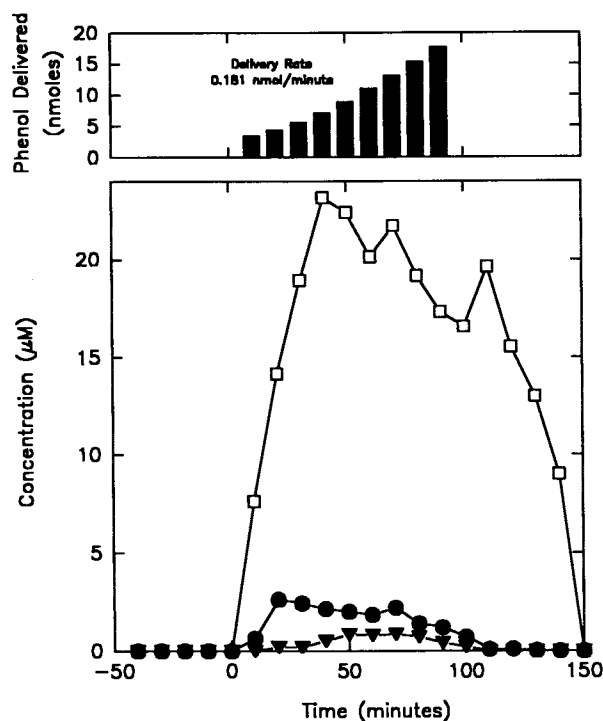 Phenol Delivered
(nmoles)
20
15
10
5
0
Delivery Rate
0.181 nmol/minute
Concentration (μM)
20
15
10
5
0
-50
0
50
100
150
Time (minutes)